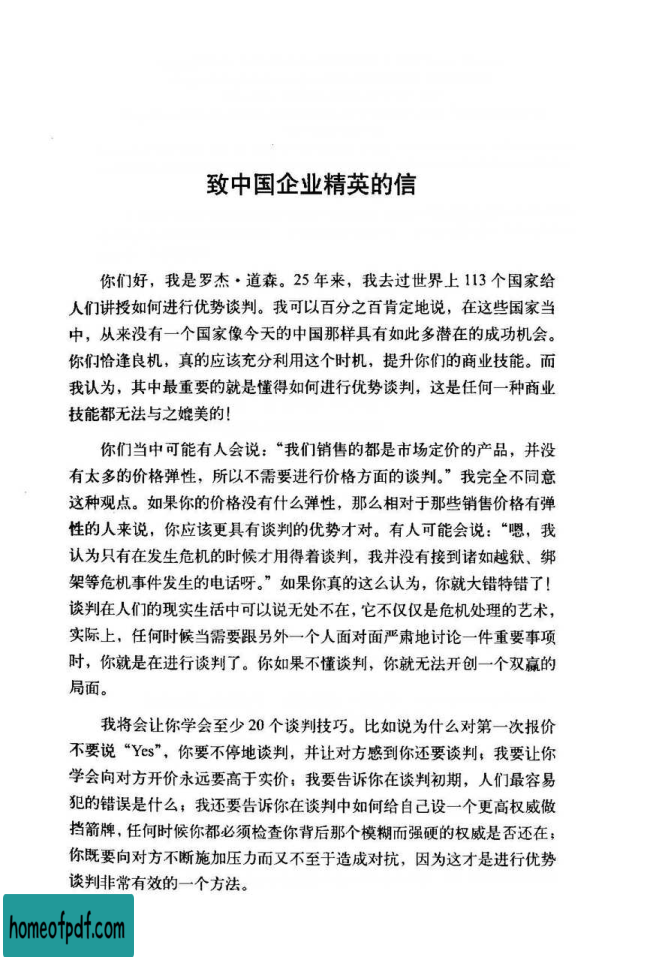 致中国企业精英的信
你们好，我是罗杰·道森。25 年来，我去过世界上 113 个国家给
人们讲授如何进行优势谈判。我可以百分之百肯定地说，在这些国家当
中，从来没有一个国家像今天的中国那样具有如此多潜在的成功机会。
你们恰逢良机，真的应该充分利用这个时机，提升你们的商业技能。而
我认为，其中最重要的就是懂得如何进行优势谈判，这是任何一种商业
技能都无法与之媲美的！
你们当中可能有人会说：“我们销售的都是市场定价的产品，并没
有太多的价格弹性，所以不需要进行价格方面的谈判。”我完全不同意
这种观点。如果你的价格没有什么弹性，那么相对于那些销售价格有弹
性的人来说，你应该更具有谈判的优势才对。有人可能会说：“嗯，我
认为只有在发生危机的时候才用得着谈判，我并没有接到诸如越狱、绑
架等危机事件发生的电话呀。”如果你真的这么认为，你就大错特错了！
谈判在人们的现实生活中可以说无处不在，它不仅仅是危机处理的艺术，
实际上，任何时候当需要跟另外一个人面对面严肃地讨论一件重要事项
时，你就是在进行谈判了。你如果不懂谈判，你就无法开创一个双赢的
局面。
我将会让你学会至少 20 个谈判技巧。比如说为什么对第一次报价
不要说“Yes”，你要不停地谈判，并让对方感到你还要谈判；我要让你
学会向对方开价永远要高于实价；我要告诉你在谈判初期，人们最容易
犯的错误是什么；我还要告诉你在谈判中如何给自己设一个更高权威做
挡箭牌，任何时候你都必须检查你背后那个模糊而强硬的权威是否还在；
你既要向对方不断施加压力而又不至于造成对抗，因为这才是进行优势
谈判非常有效的一个方法。
homeofpdf.com